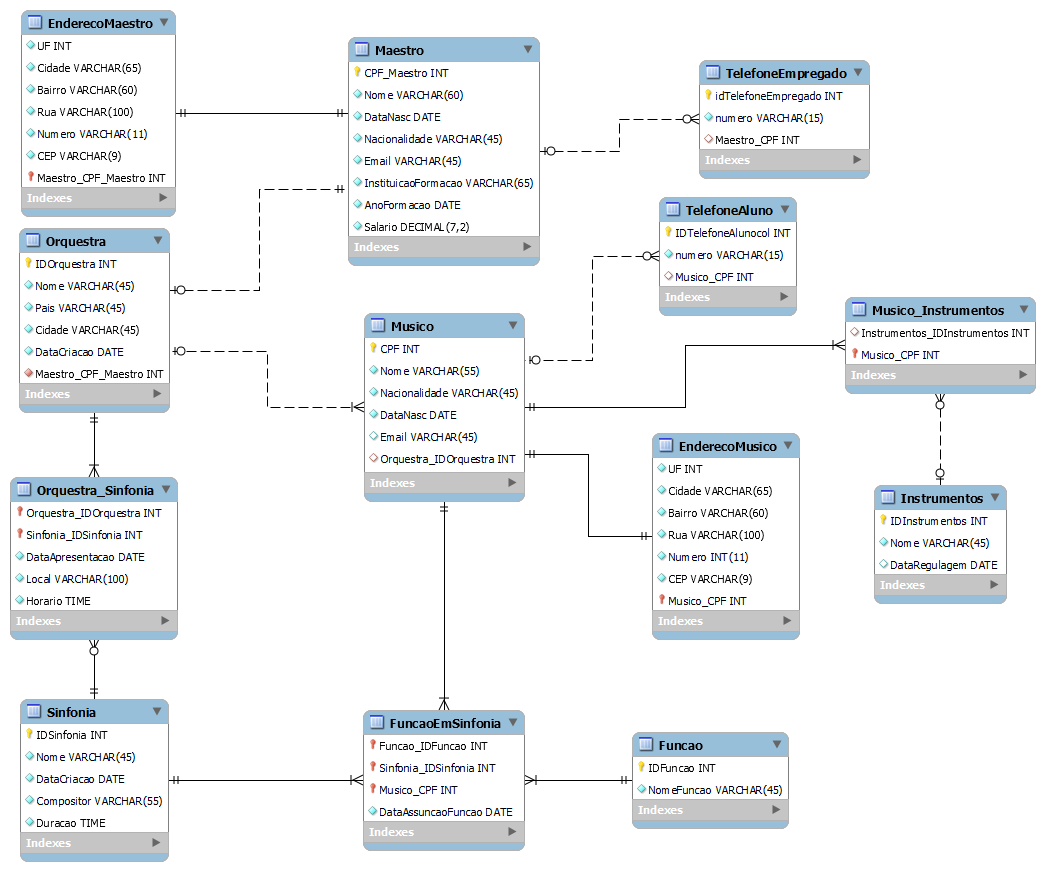 EnderecoMaestro
UF INT
Cidade VARCHAR(65)
Bairro VARCHAR(60)
Rua VARCHAR(100)
Numero VARCHAR(11)
CEP VARCHAR(9)
Maestro_CPF_Maestro INT
Indexes
Maestro
CPF_Maestro INT
Nome VARCHAR(60)
DataNasc DATE
Nacionalidade VARCHAR(45)
Email VARCHAR(45)
InstituicaoFormacao VARCHAR(65)
AnoFormacao DATE
Salario DECIMAL(7,2)
Indexes
TelefoneEmpregado
idTelefoneEmpregado INT
numero VARCHAR(15)
Maestro_CPF INT
Indexes
TelefoneAluno
IDTelefoneAlunocol INT
numero VARCHAR(15)
Musico_CPF INT
Indexes
Orquestra
IDOrquestra INT
Nome VARCHAR(45)
Pais VARCHAR(45)
Cidade VARCHAR(45)
DataCriacao DATE
Maestro_CPF_Maestro INT
Indexes
Musico
CPF INT
Nome VARCHAR(55)
Nacionalidade VARCHAR(45)
DataNasc DATE
Email VARCHAR(45)
Orquestra_IDOrquestra INT
Indexes
Musico_Instrumentos
Instrumentos_IDInstrumentos INT
Musico_CPF INT
Indexes
EnderecoMusico
UF INT
Cidade VARCHAR(65)
Bairro VARCHAR(60)
Rua VARCHAR(100)
Numero INT(11)
CEP VARCHAR(9)
Musico_CPF INT
Indexes
Instrumentos
IDInstrumentos INT
Nome VARCHAR(45)
DataRegulagem DATE
Indexes
Orquestra_Sinfonia
Orquestra_IDOrquestra INT
Sinfonia_IDSinfonia INT
DataApresentacao DATE
Local VARCHAR(100)
Horario TIME
Indexes
Sinfonia
IDSinfonia INT
Nome VARCHAR(45)
DataCriacao DATE
Compositor VARCHAR(55)
Duracao TIME
Indexes
FuncaoEmSinfonia
Funcao_IDFuncao INT
Sinfonia_IDSinfonia INT
Musico_CPF INT
DataAssuncaoFuncao DATE
Indexes
Funcao
IDFuncao INT
NomeFuncao VARCHAR(45)
Indexes